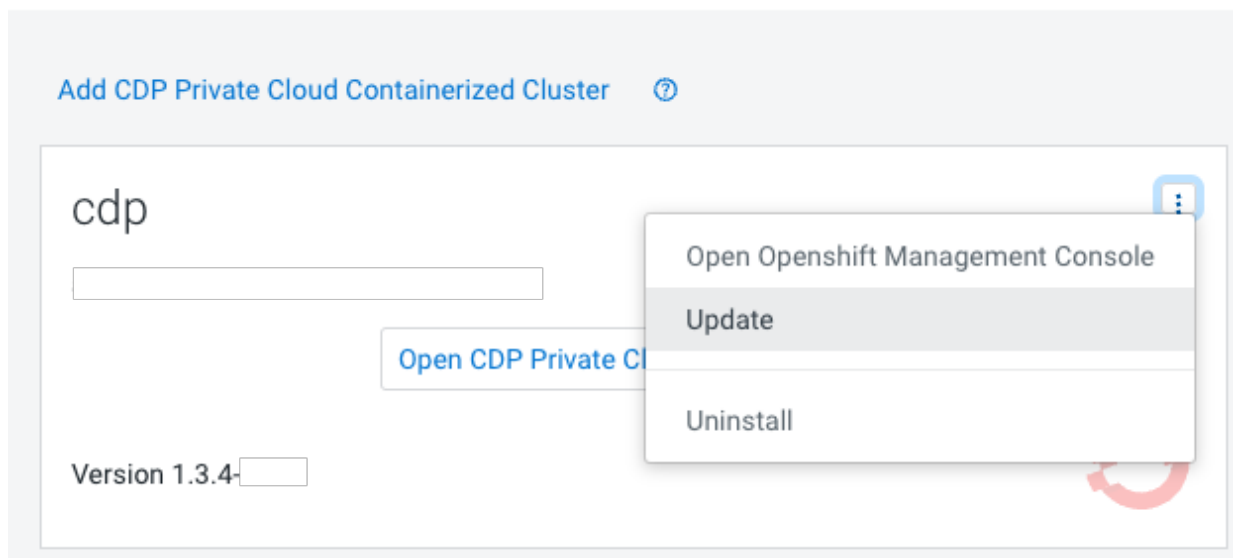 Add CDP Private Cloud Containerized Cluster
cdp
Open Openshift Management Console
Update
Open CDP Private
Uninstall
Version 1.3.4-